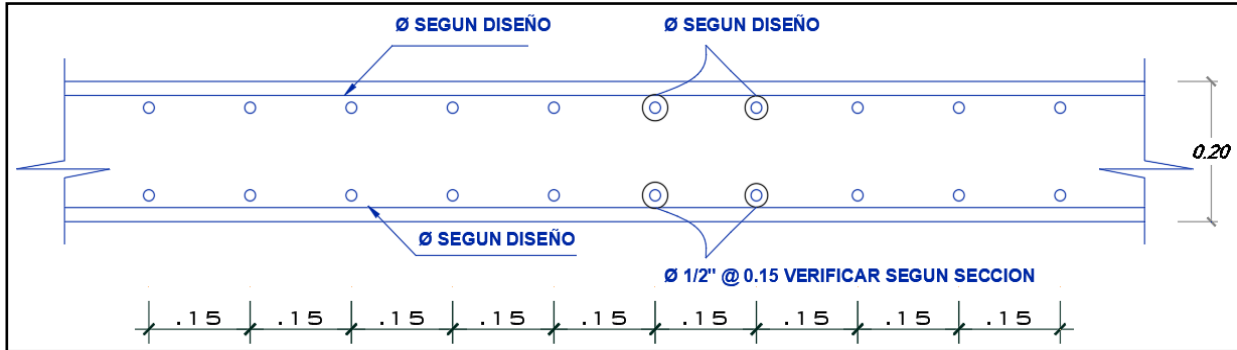 Ø SEGUN DISEÑO
Ø SEGUN DISEÑO
0.20
Ø SEGUN DISEÑO
Ø 1/2" @ 0.15 VERIFICAR SEGUN SECCION
.15 .15 .15 .15 .15 .15 .15 .15 .15